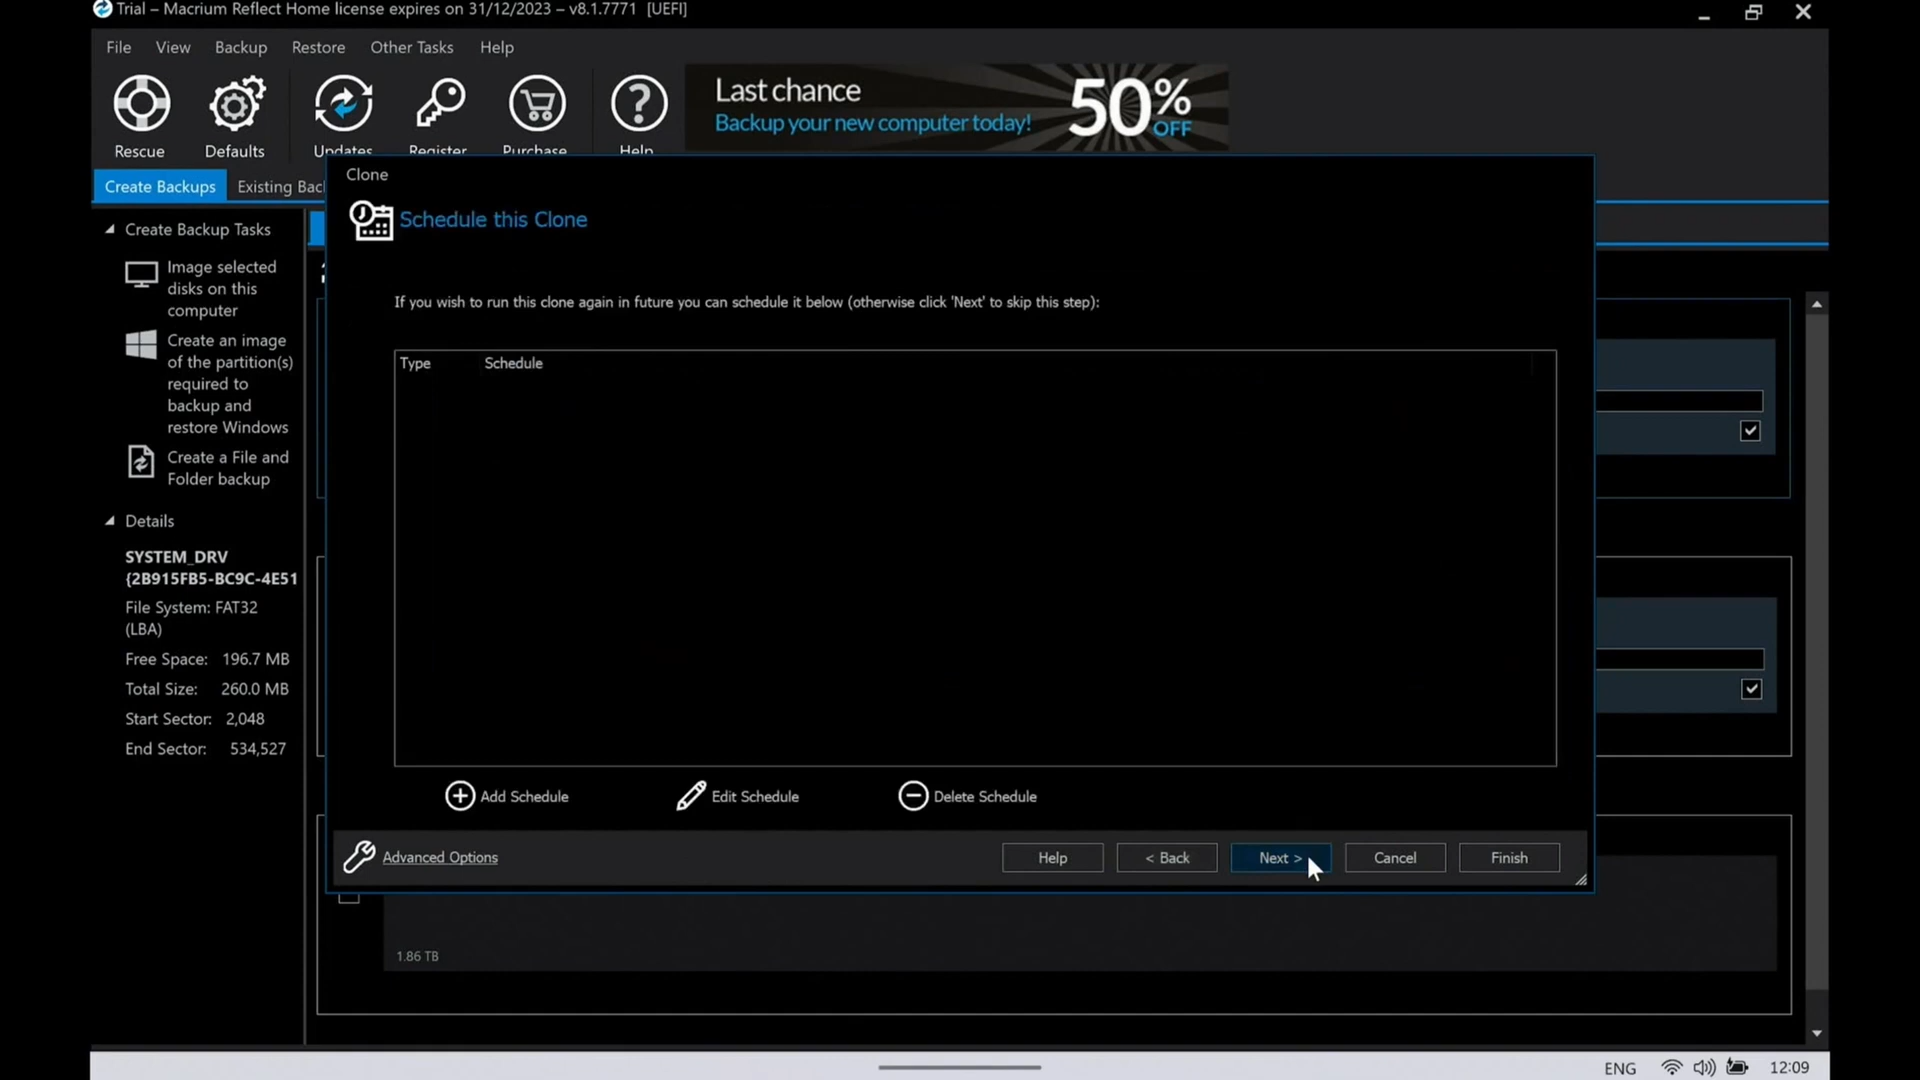 Trial – Macrium Reflect Home license expires on 31/12/2023 – v8.1.7771 [UEFI]
File View Backup Restore Other Tasks Help
Last chance
Backup your new computer today!
50% OFF
Rescue Defaults Updates Register Purchase Help
Create Backups Existing Bac
Clone
Schedule this Clone
Create Backup Tasks
Image selected
disks on this
computer
Create an image
of the partition(s)
required to
backup and
restore Windows
Create a File and
Folder backup
Details
SYSTEM_DRV
{2B915FB5-BC9C-4E51
File System: FAT32
(LBA)
Free Space: 196.7 MB
Total Size: 260.0 MB
Start Sector: 2,048
End Sector: 534,527
If you wish to run this clone again in future you can schedule it below (otherwise click 'Next' to skip this step):
Type Schedule
Add Schedule Edit Schedule Delete Schedule
Advanced Options Help < Back Next > Cancel Finish
1.86 TB
ENG 12:09